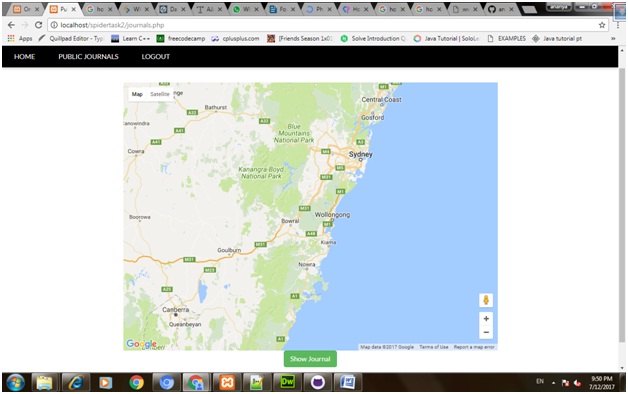 ananya
localhost/spidertask2/journals.php
Apps
Quillpad Editor - Typ
Learn C++
freecodecamp
cplusplus.com
[Friends Season 1x01
Solve Introduction Q
Java Tutorial | SoloL
EXAMPLES
Java tutorial pt
HOME
PUBLIC JOURNALS
LOGOUT
Map
Satellite
nge
Bathurst
A32
Central Coast
Gosford
anowindra
Blue
Mountains
National Park
A41
Cowra
Kanangra-Boyd
National Park
Sydney
Boorowa
Wollongong
Bowral
A48
Kiama
Goulburn
M31
M23
Nowra
A1
Canberra
Queanbeyan
Google
Map data ©2017 Google
Terms of Use
Report a map error
Show Journal
EN
9:50 PM
7/12/2017